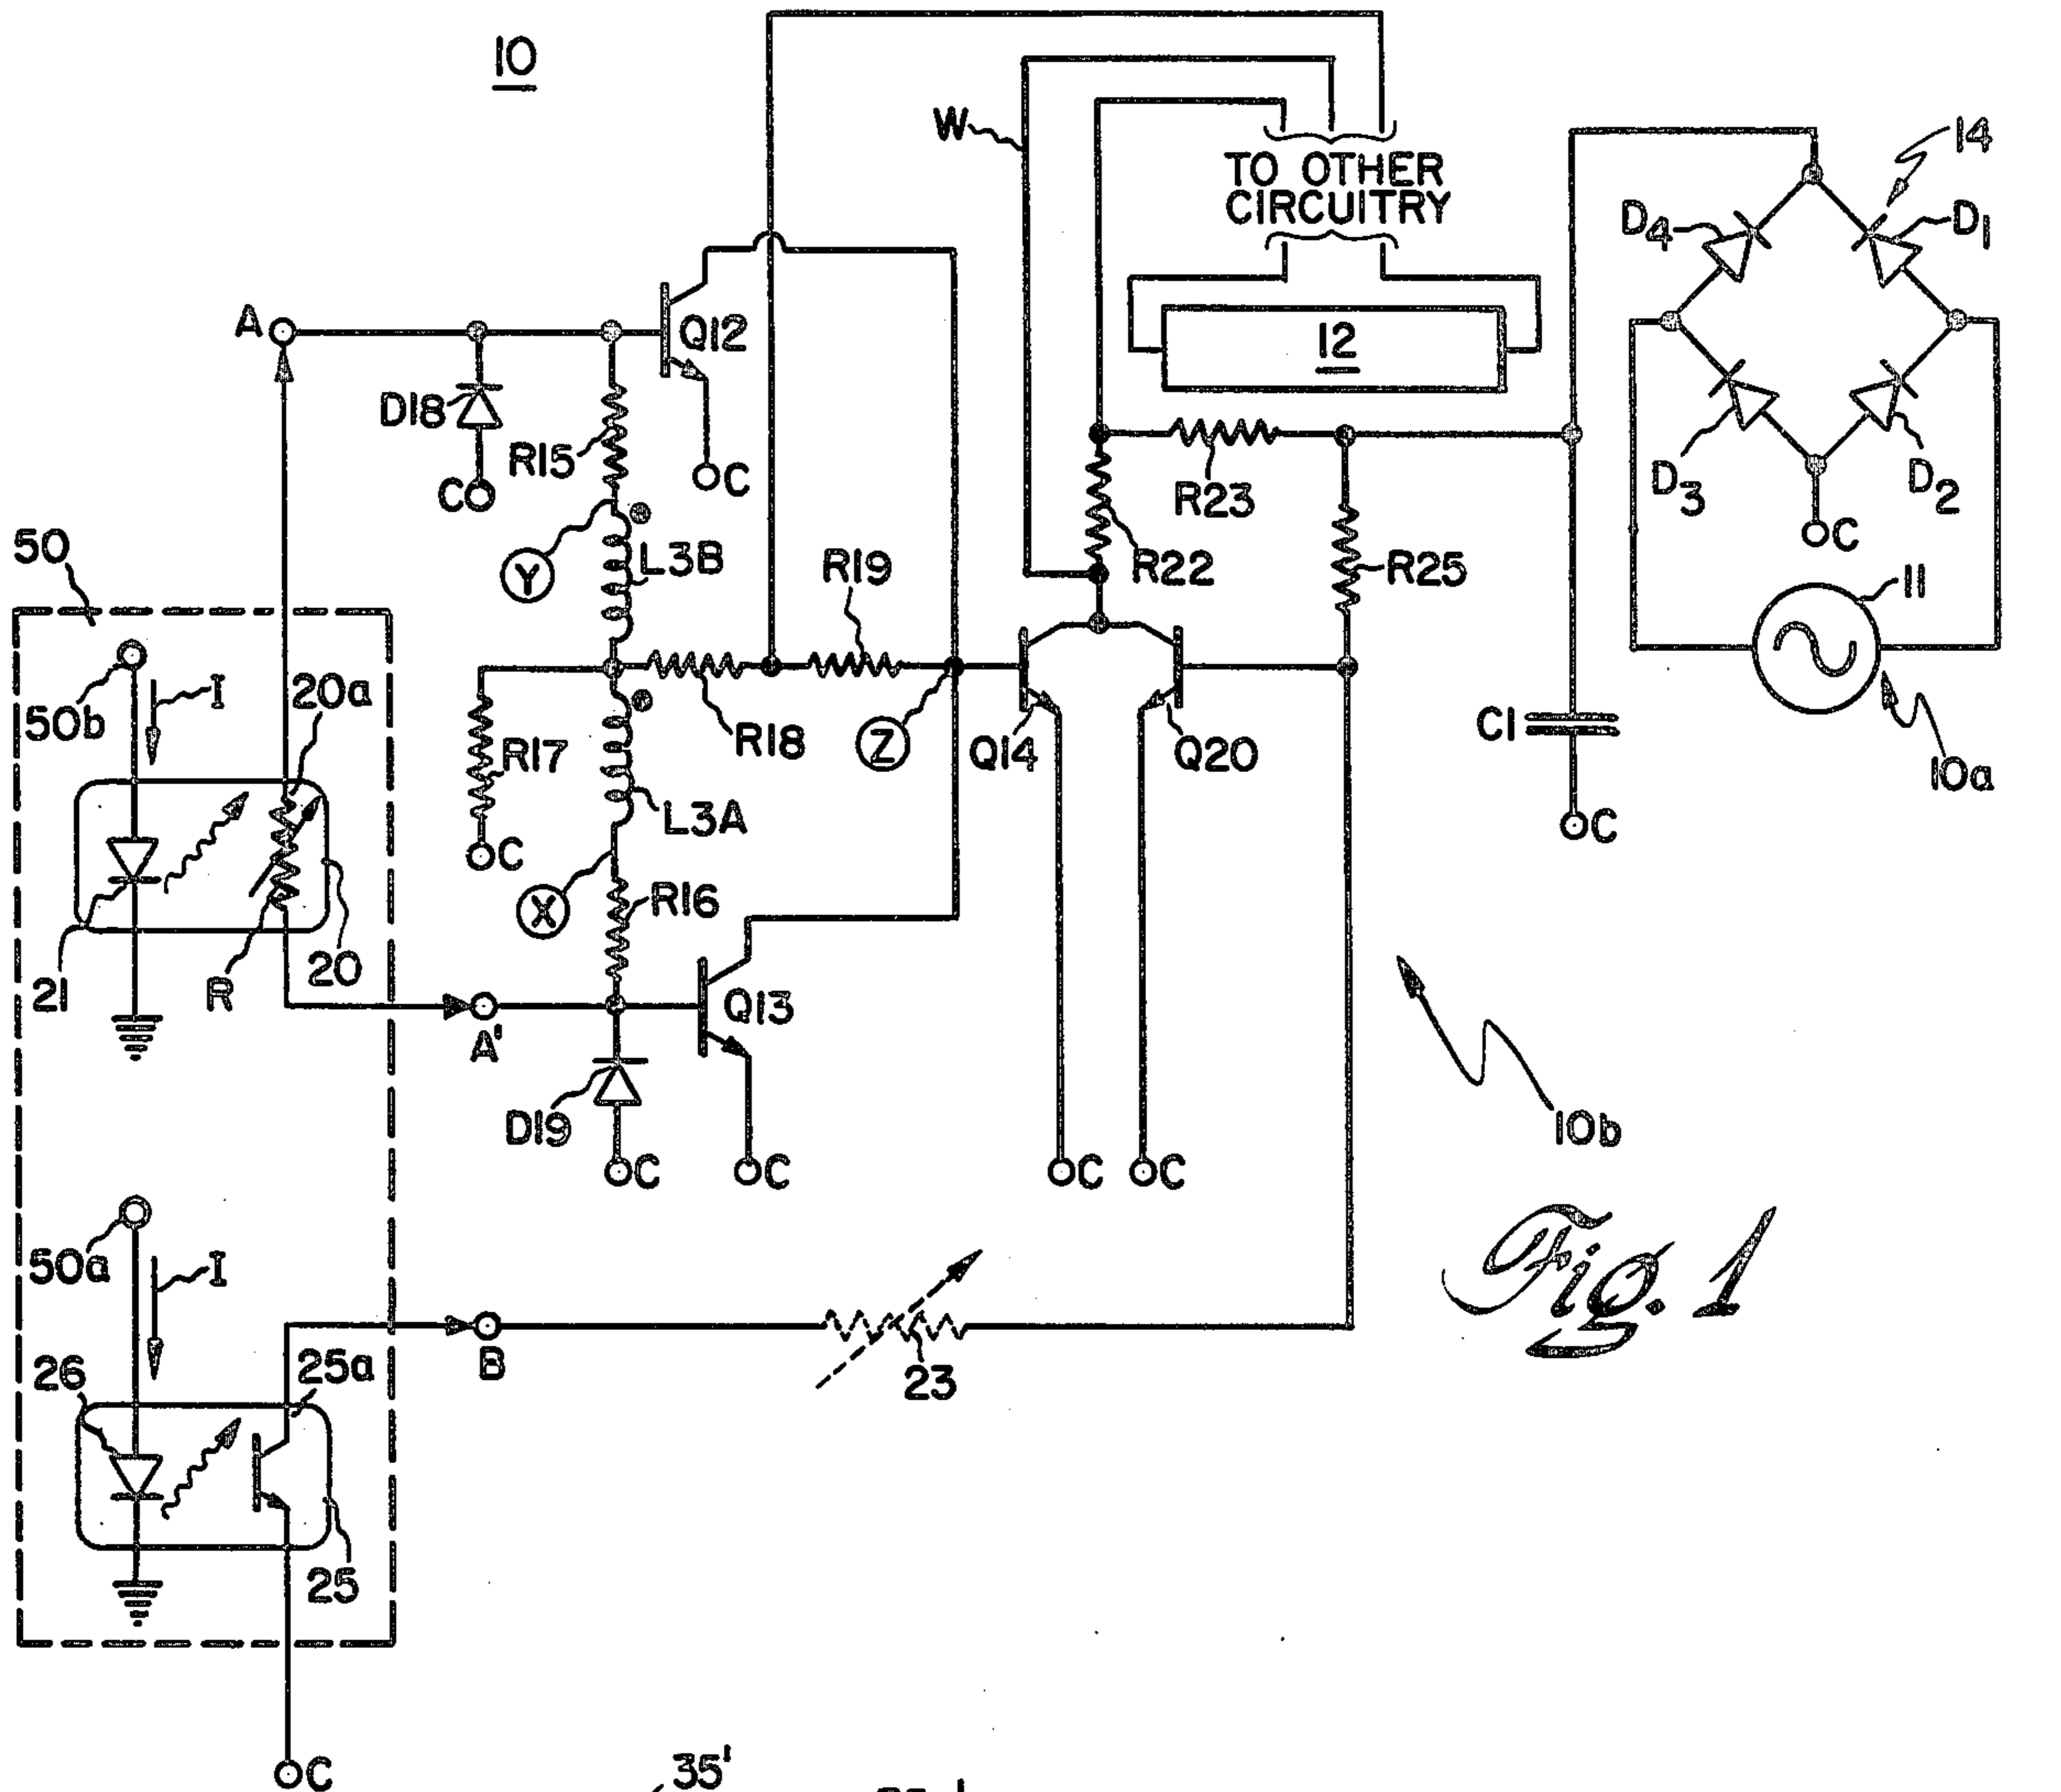 10
W
TO OTHER
CIRCUITRY
14
D4
D1
A
Q12
12
D18
R15
C
C
R23
D3
D2
C
50
Y
L3B
R19
R22
R25
11
50b
I
20a
R17
R18
Z
Q14
Q20
C1
10a
L3A
C
C
X
R16
21
R
20
A'
Q13
D19
10b
C
C
C
C
50a
I
B
23
Fig. 1
26
25a
25
C
35'